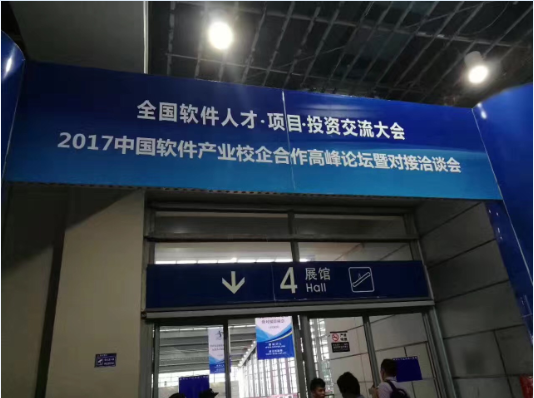 全国软件人才·项目·投资交流大会
2017中国软件产业校企合作高峰论坛暨对接洽谈会
4 展馆
Hall